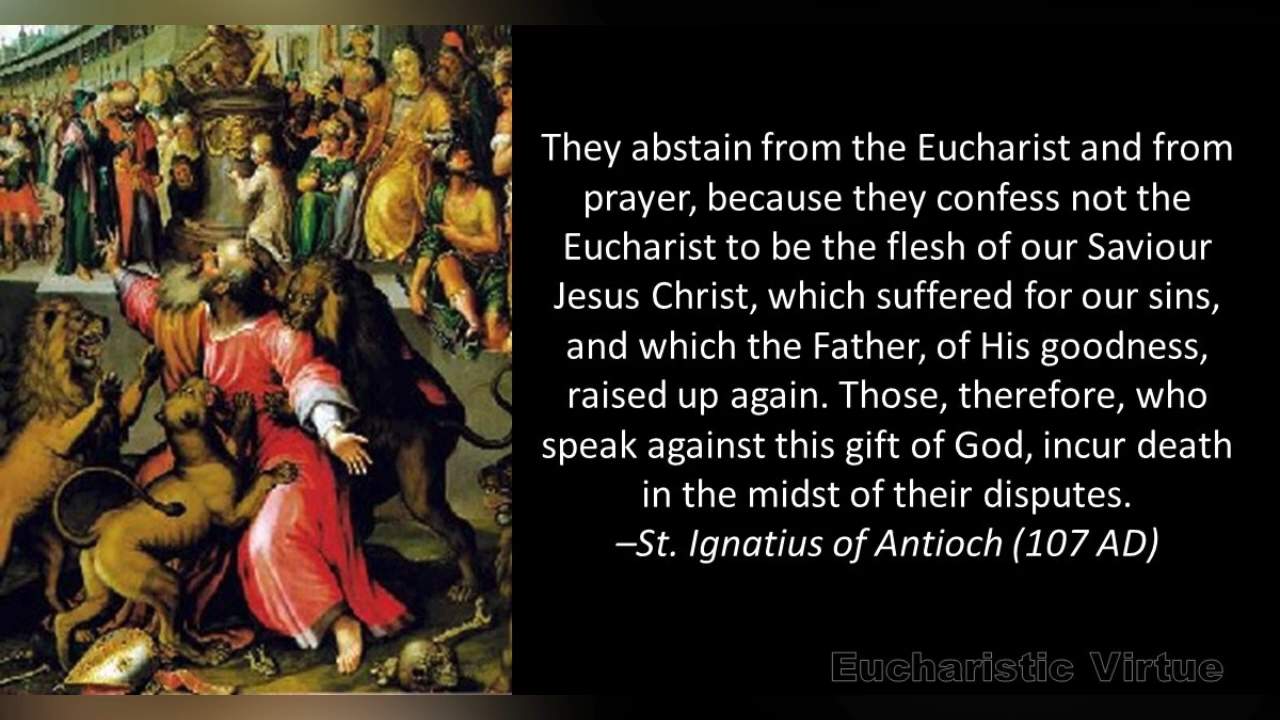 They abstain from the Eucharist and from
prayer, because they confess not the
Eucharist to be the flesh of our Saviour
Jesus Christ, which suffered for our sins,
and which the Father, of His goodness,
raised up again. Those, therefore, who
speak against this gift of God, incur death
in the midst of their disputes.
–St. Ignatius of Antioch (107 AD)
Eucharistic Virtue